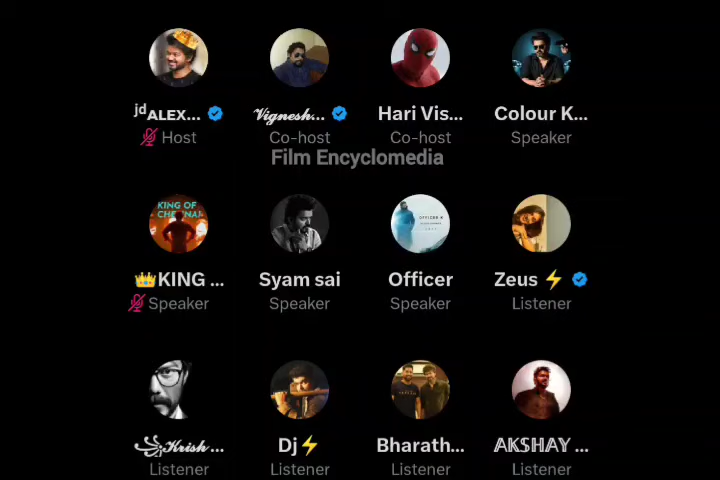 ʲᵈALEX... Vignesh... Hari Vis... Colour K...
Host Co-host Co-host Speaker
Film Encyclomedia
KING OF
CHENNAI
OFFICER
👑KING ... Syam sai Officer Zeus ⚡
Speaker Speaker Speaker Listener
꧁Krish... Dj⚡ Bharath... 𝔸𝕂𝕊ℍ𝔸𝕐 ...
Listener Listener Listener Listener